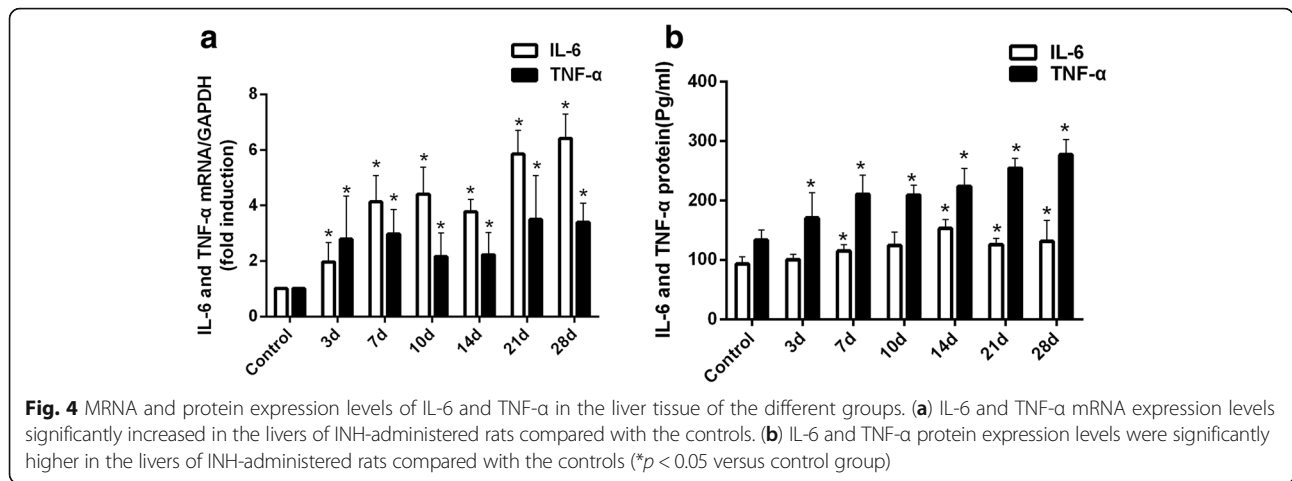 a
IL-6
TNF-α
IL-6 and TNF-α mRNA/GAPDH
(fold induction)
8
6
4
2
0
* * * * * * * * * * * *
Control 3d 7d 10d 14d 21d 28d
b
IL-6
TNF-α
IL-6 and TNF-α protein(Pg/ml)
400
300
200
100
0
* * * * * * * * * *
Control 3d 7d 10d 14d 21d 28d
Fig. 4 MRNA and protein expression levels of IL-6 and TNF-α in the liver tissue of the different groups. (a) IL-6 and TNF-α mRNA expression levels
significantly increased in the livers of INH-administered rats compared with the controls. (b) IL-6 and TNF-α protein expression levels were significantly
higher in the livers of INH-administered rats compared with the controls (*p < 0.05 versus control group)